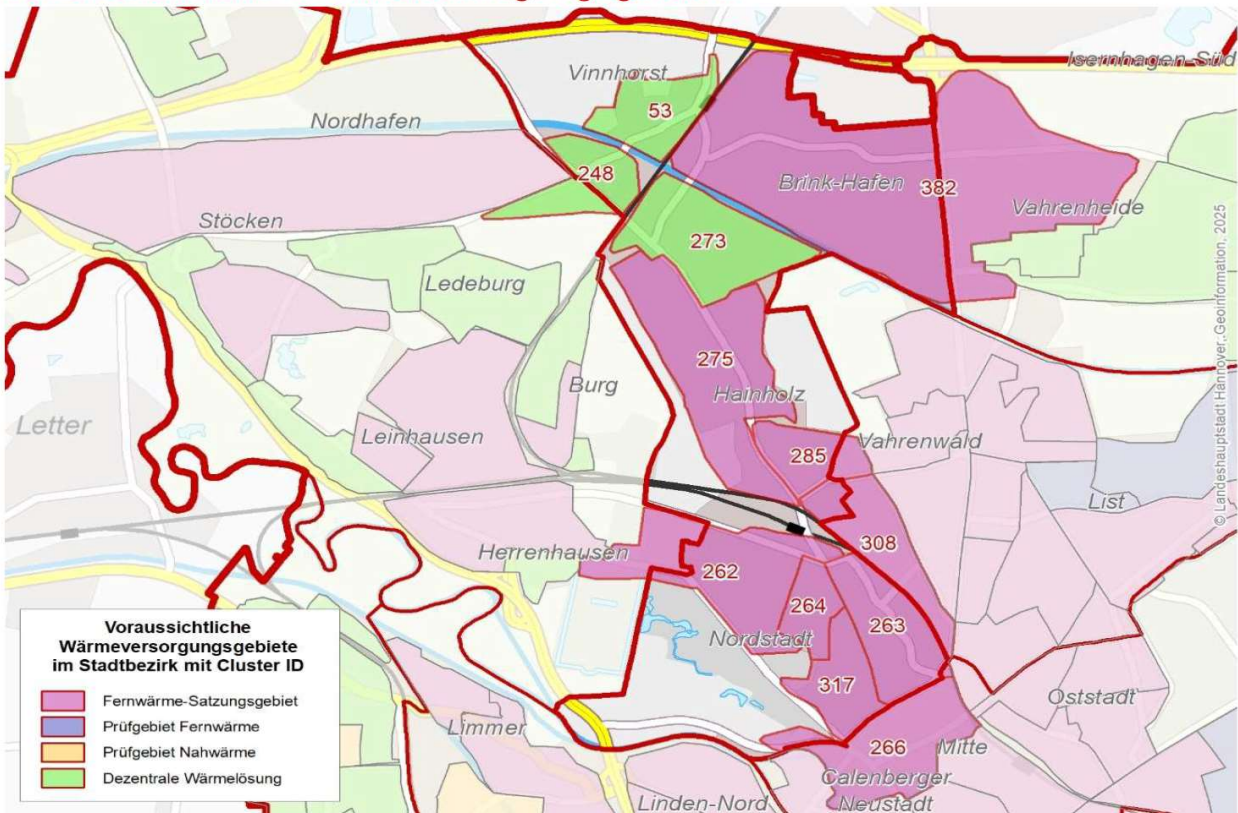 Isernhagen-Süd
Vinnhorst
53
Nordhafen
248
Brink-Hafen
382
Vahrenheide
Stöcken
273
Ledeburg
275
Burg
Hainholz
Letter
Leinhausen
285
Vahrenwald
List
308
Herrenhausen
262
264
263
Nordstadt
317
Oststadt
Limmer
266
Mitte
Calenberger
Neustadt
Linden-Nord
Voraussichtliche
Wärmeversorgungsgebiete
im Stadtbezirk mit Cluster ID
Fernwärme-Satzungsgebiet
Prüfgebiet Fernwärme
Prüfgebiet Nahwärme
Dezentrale Wärmelösung
© Landeshauptstadt Hannover, Geoinformation, 2025